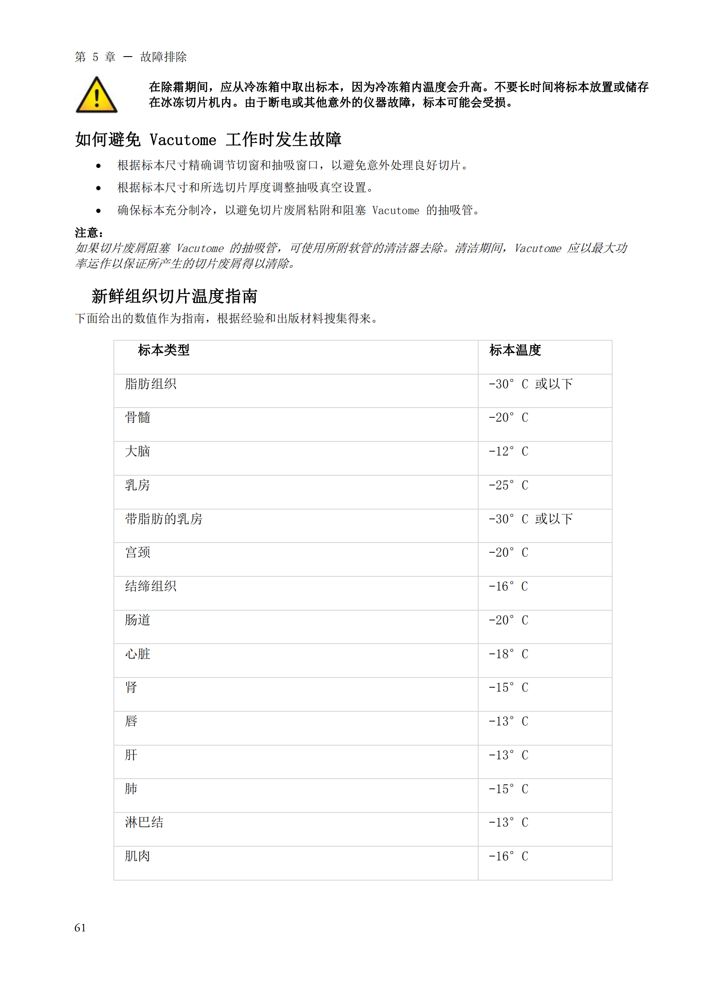 第 5 章 － 故障排除
在除霜期间，应从冷冻箱中取出标本，因为冷冻箱内温度会升高。不要长时间将标本放置或储存
在冰冻切片机内。由于断电或其他意外的仪器故障，标本可能会受损。
如何避免 Vacutome 工作时发生故障
• 根据标本尺寸精确调节切窗和抽吸窗口，以避免意外处理良好切片。
• 根据标本尺寸和所选切片厚度调整抽吸真空设置。
• 确保标本充分制冷，以避免切片废屑粘附和阻塞 Vacutome 的抽吸管。
注意：
如果切片废屑阻塞 Vacutome 的抽吸管，可使用所附软管的清洁器去除。清洁期间，Vacutome 应以最大功
率运作以保证所产生的切片废屑得以清除。
新鲜组织切片温度指南
下面给出的数值作为指南，根据经验和出版材料搜集得来。
标本类型 标本温度
脂肪组织 -30°C 或以下
骨髓 -20°C
大脑 -12°C
乳房 -25°C
带脂肪的乳房 -30°C 或以下
宫颈 -20°C
结缔组织 -16°C
肠道 -20°C
心脏 -18°C
肾 -15°C
唇 -13°C
肝 -13°C
肺 -15°C
淋巴结 -13°C
肌肉 -16°C
61